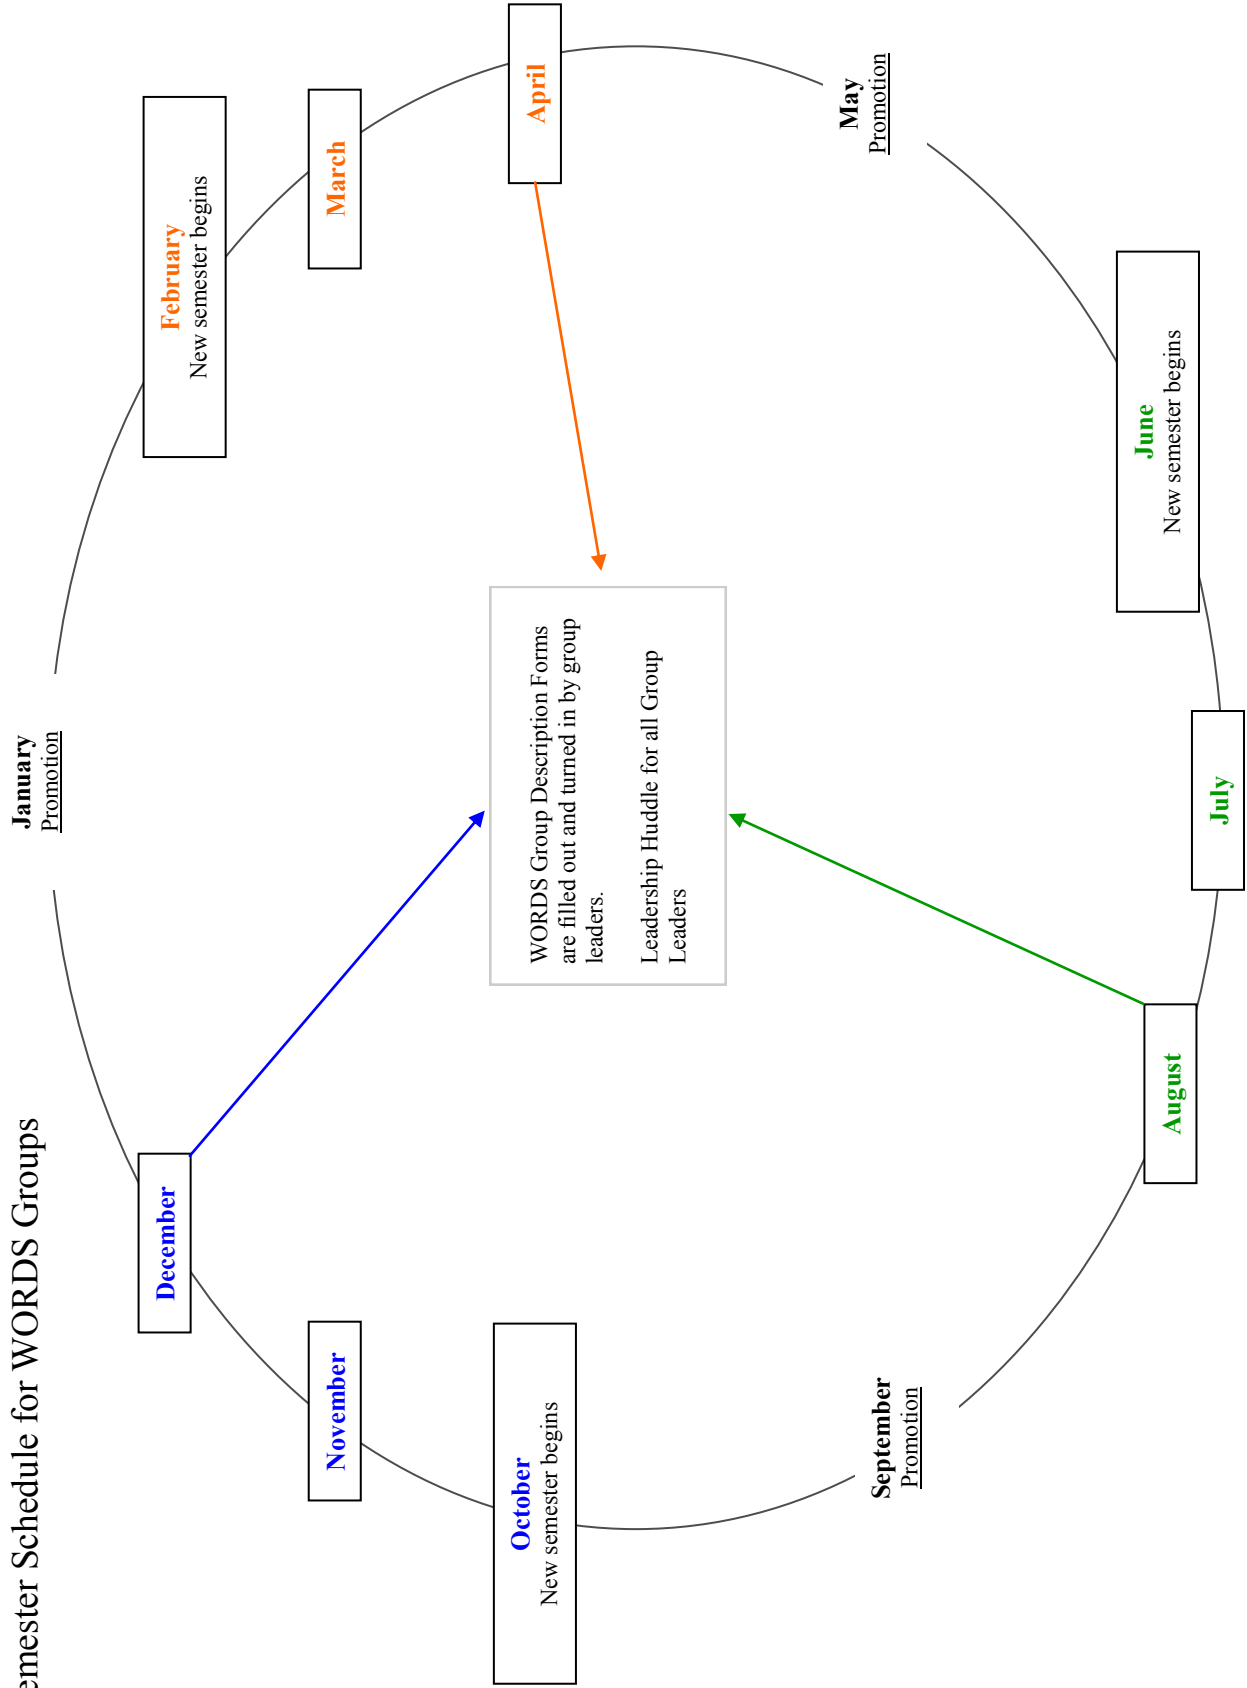 emester Schedule for WORDS Groups
January
Promotion
February
New semester begins
March
April
May
Promotion
June
New semester begins
July
August
September
Promotion
October
New semester begins
November
December
WORDS Group Description Forms
are filled out and turned in by group
leaders.
Leadership Huddle for all Group
Leaders